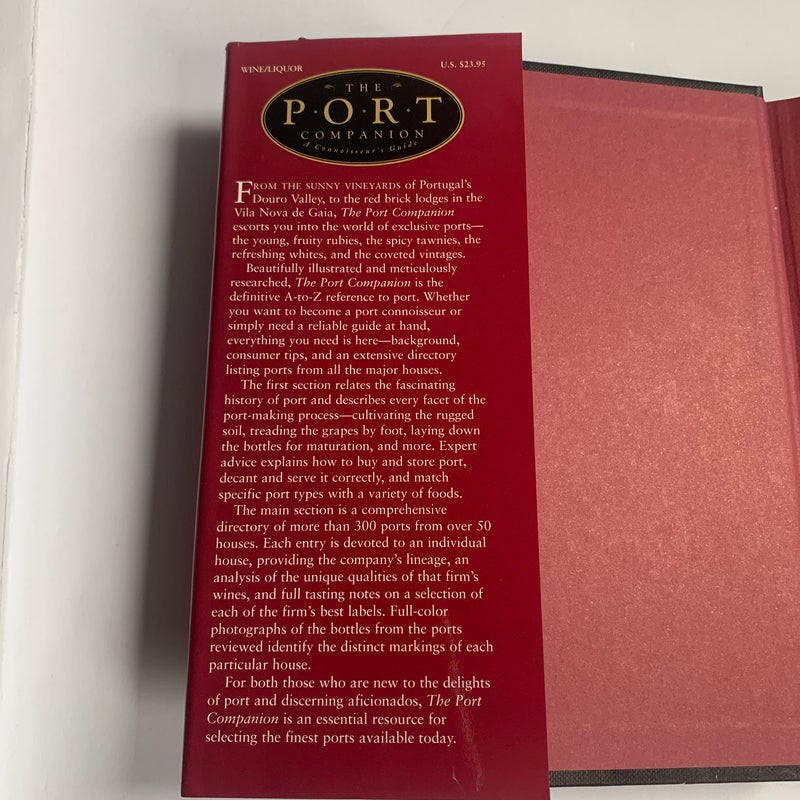 WINE/LIQUOR
U.S. $23.95
THE
P·O·R·T
COMPANION
A Connoisseur's Guide
FROM THE SUNNY VINEYARDS of Portugal's
Douro Valley, to the red brick lodges in the
Vila Nova de Gaia, The Port Companion
escorts you into the world of exclusive ports—
the young, fruity rubies, the spicy tawnies, the
refreshing whites, and the coveted vintages.
Beautifully illustrated and meticulously
researched, The Port Companion is the
definitive A-to-Z reference to port. Whether
you want to become a port connoisseur or
simply need a reliable guide at hand,
everything you need is here—background,
consumer tips, and an extensive directory
listing ports from all the major houses.
The first section relates the fascinating
history of port and describes every facet of the
port-making process—cultivating the rugged
soil, treading the grapes by foot, laying down
the bottles for maturation, and more. Expert
advice explains how to buy and store port,
decant and serve it correctly, and match
specific port types with a variety of foods.
The main section is a comprehensive
directory of more than 300 ports from over 50
houses. Each entry is devoted to an individual
house, providing the company's lineage, an
analysis of the unique qualities of that firm's
wines, and full tasting notes on a selection of
each of the firm's best labels. Full-color
photographs of the bottles from the ports
reviewed identify the distinct markings of each
particular house.
For both those who are new to the delights
of port and discerning aficionados, The Port
Companion is an essential resource for
selecting the finest ports available today.